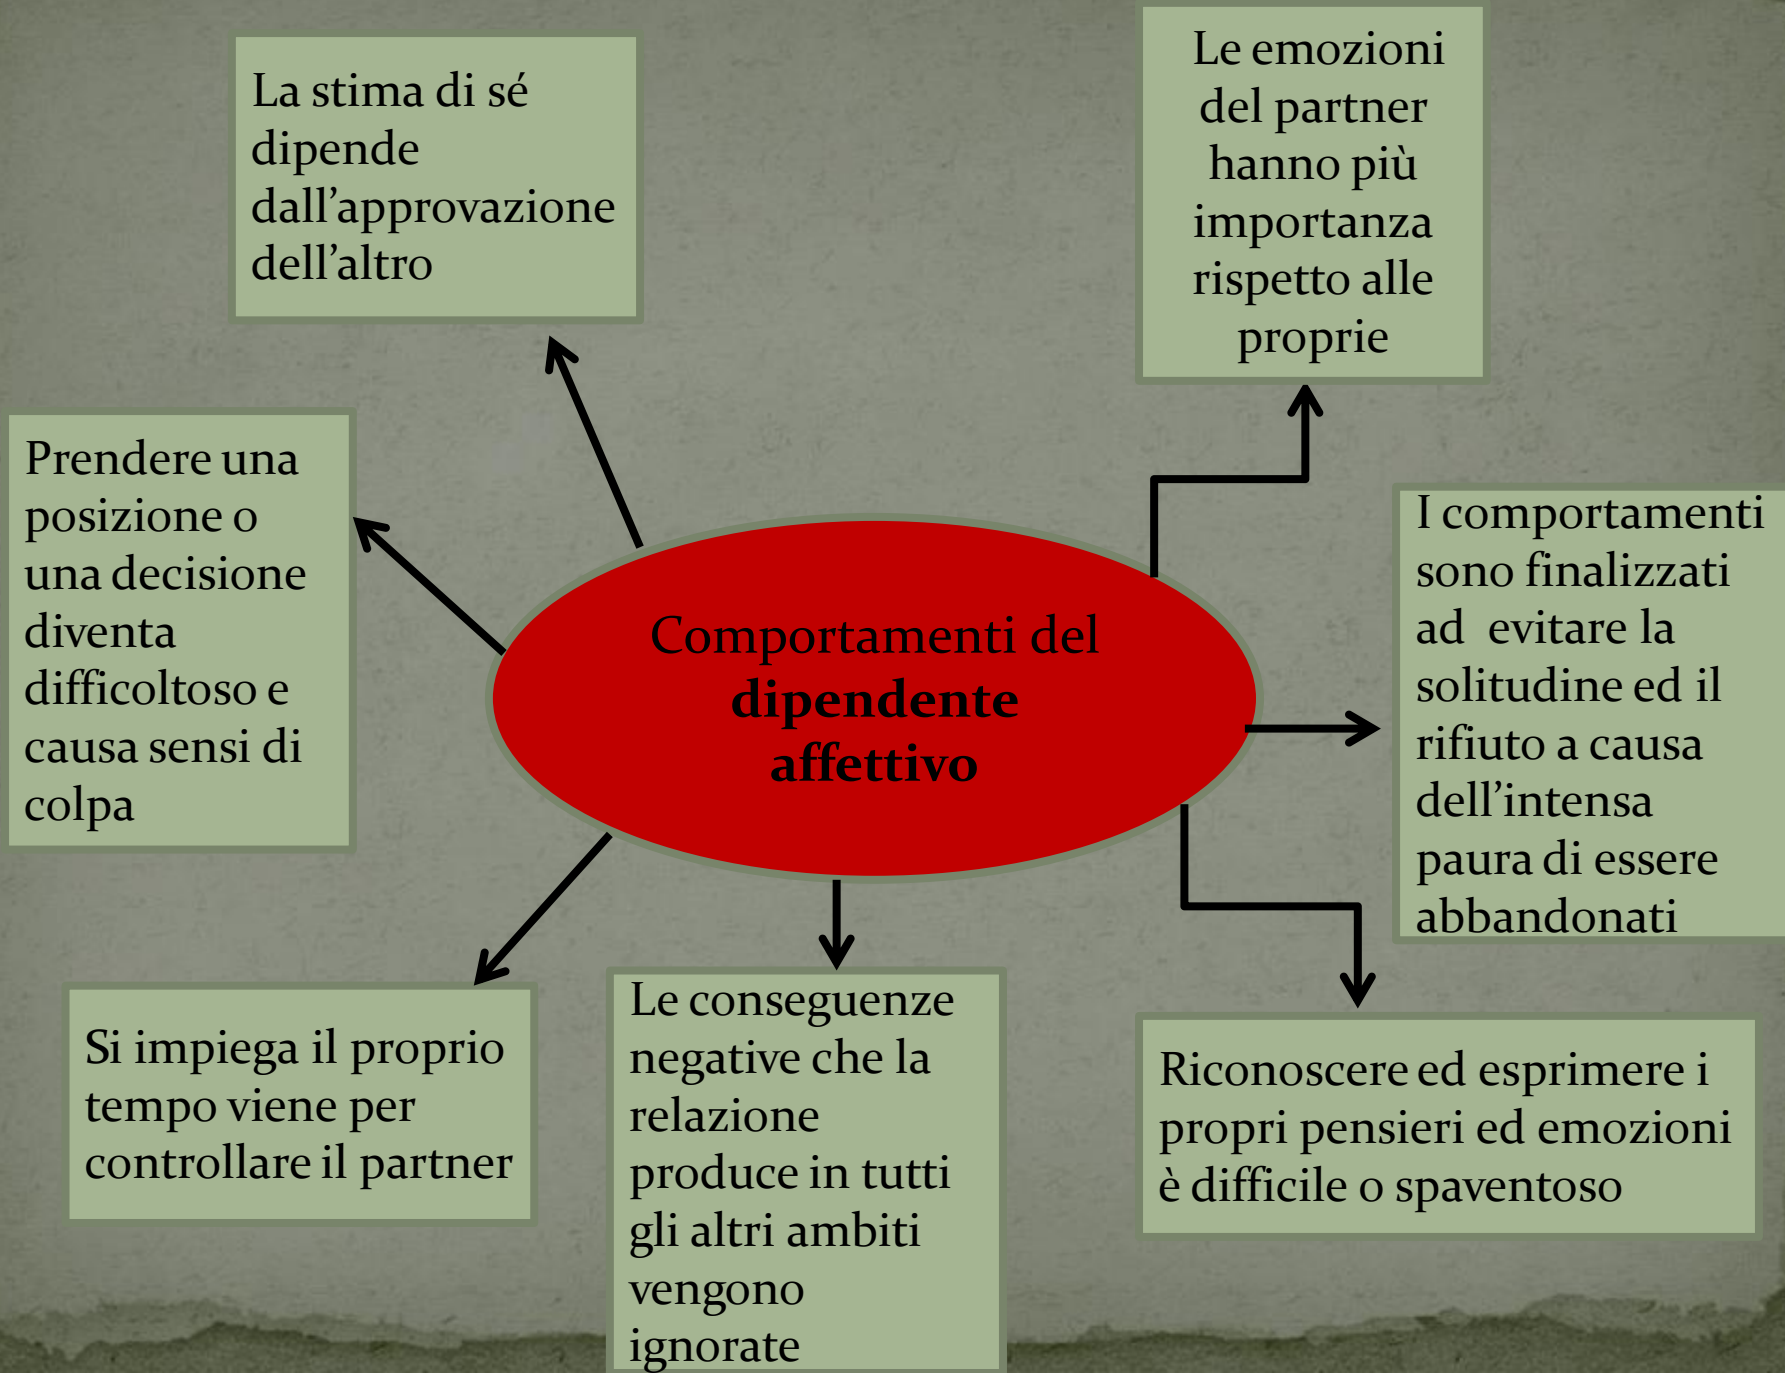 La stima di sé
dipende
dall’approvazione
dell’altro
Le emozioni
del partner
hanno più
importanza
rispetto alle
proprie
Prendere una
posizione o
una decisione
diventa
difficoltoso e
causa sensi di
colpa
Comportamenti del
dipendente
affettivo
I comportamenti
sono finalizzati
ad  evitare la
solitudine ed il
rifiuto a causa
dell’intensa
paura di essere
abbandonati
Si impiega il proprio
tempo viene per
controllare il partner
Le conseguenze
negative che la
relazione
produce in tutti
gli altri ambiti
vengono
ignorate
Riconoscere ed esprimere i
propri pensieri ed emozioni
è difficile o spaventoso